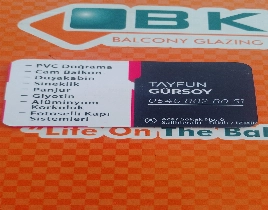 BK
BALCONY GLAZING
– PVC Doğrama
– Cam Balkon
– Duşakabin
– Sineklik
– Panjur
– Giyotin
– Alüminyum
Korkuluk
– Fotoselli Kapı
Sistemleri
TAYFUN
GÜRSOY
Life On The Bal